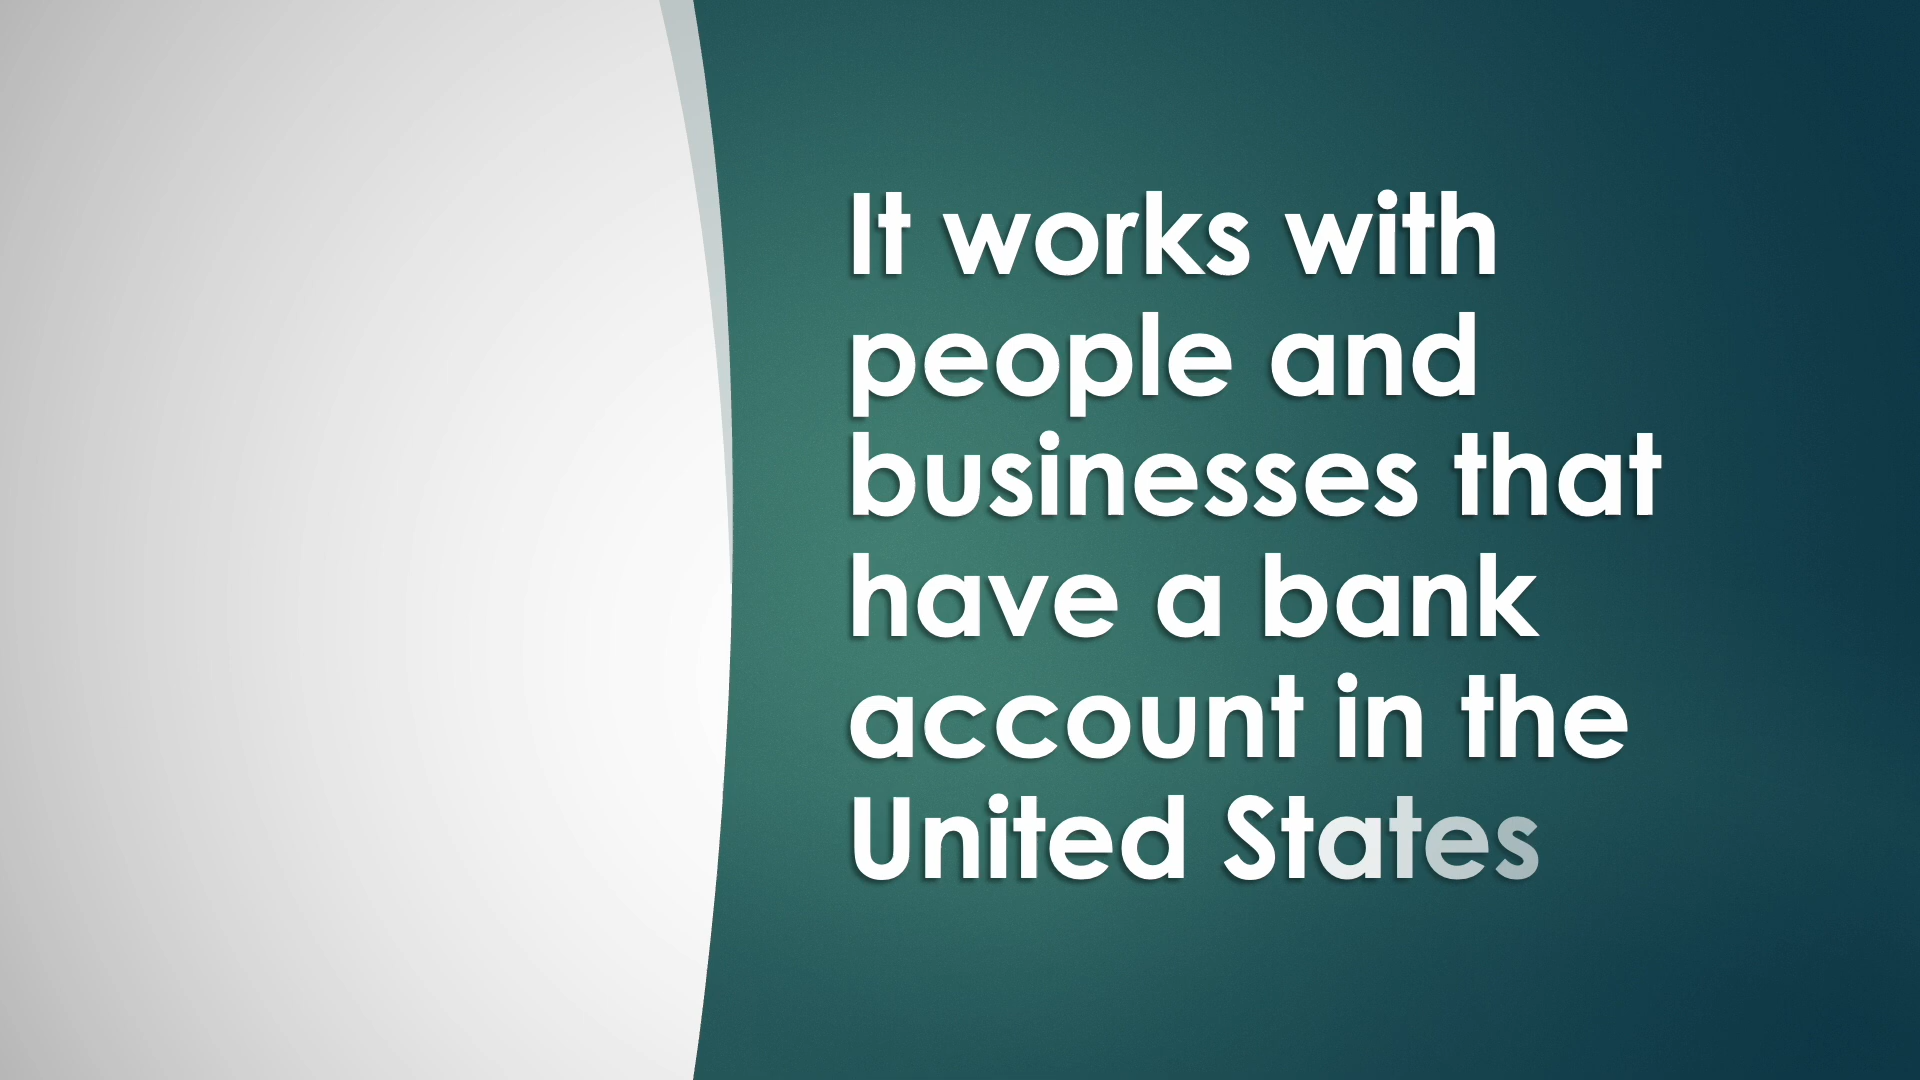 It works with
people and
businesses that
have a bank
account in the
United States